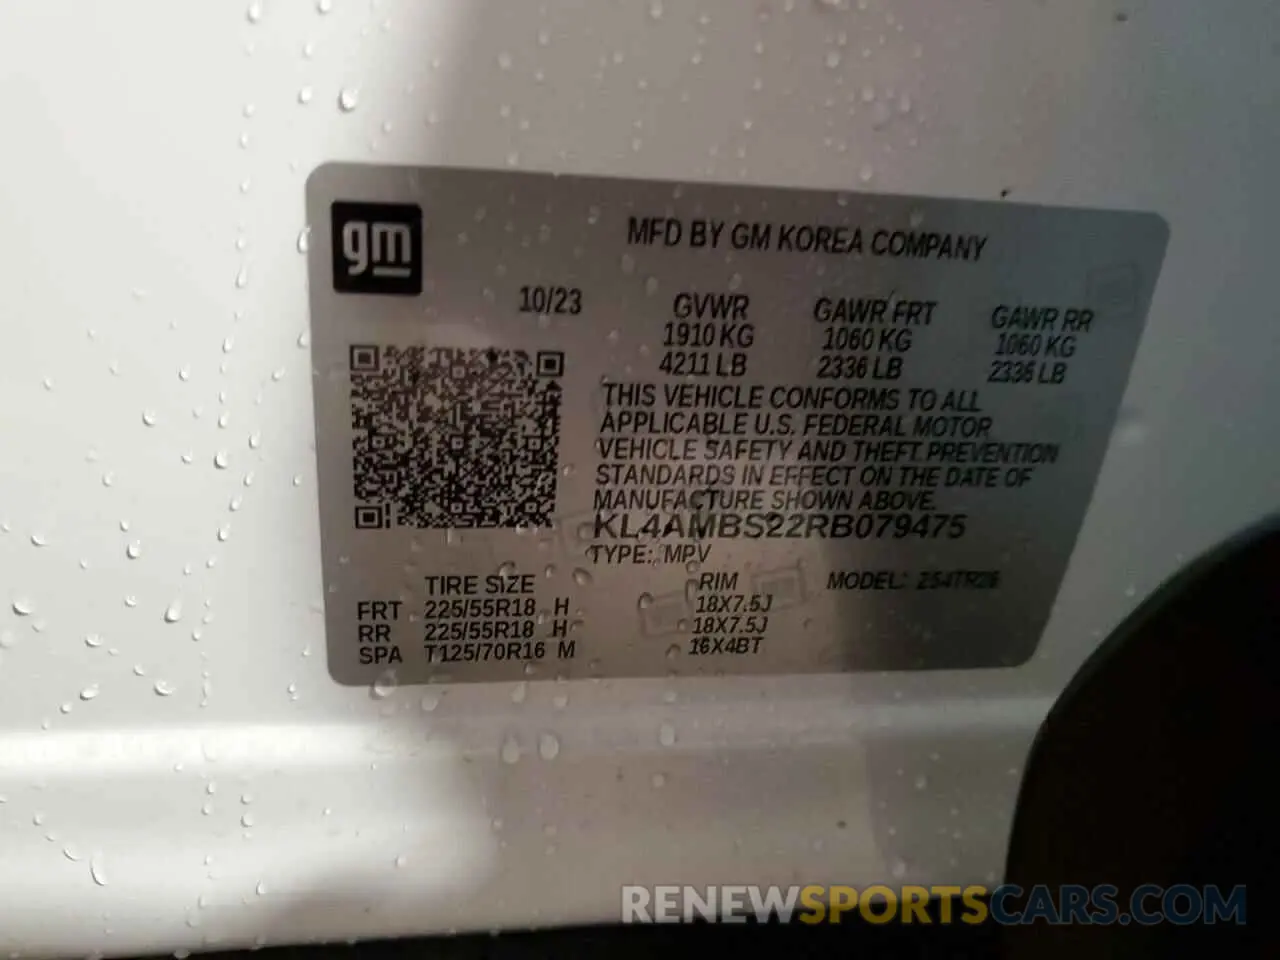 gm
MFD BY GM KOREA COMPANY
10/23
GVWR GAWR FRT GAWR RR
1910 KG 1060 KG 1060 KG
4211 LB 2336 LB 2336 LB
THIS VEHICLE CONFORMS TO ALL
APPLICABLE U.S. FEDERAL MOTOR
VEHICLE SAFETY AND THEFT PREVENTION
STANDARDS IN EFFECT ON THE DATE OF
MANUFACTURE SHOWN ABOVE.
KL4AMBS22RB079475
TYPE: MPV
TIRE SIZE RIM MODEL:
FRT 225/55R18 H 18X7.5J
RR 225/55R18 H 18X7.5J
SPA T125/70R16 M 16X4BT
RENEWSPORTSCARS.COM